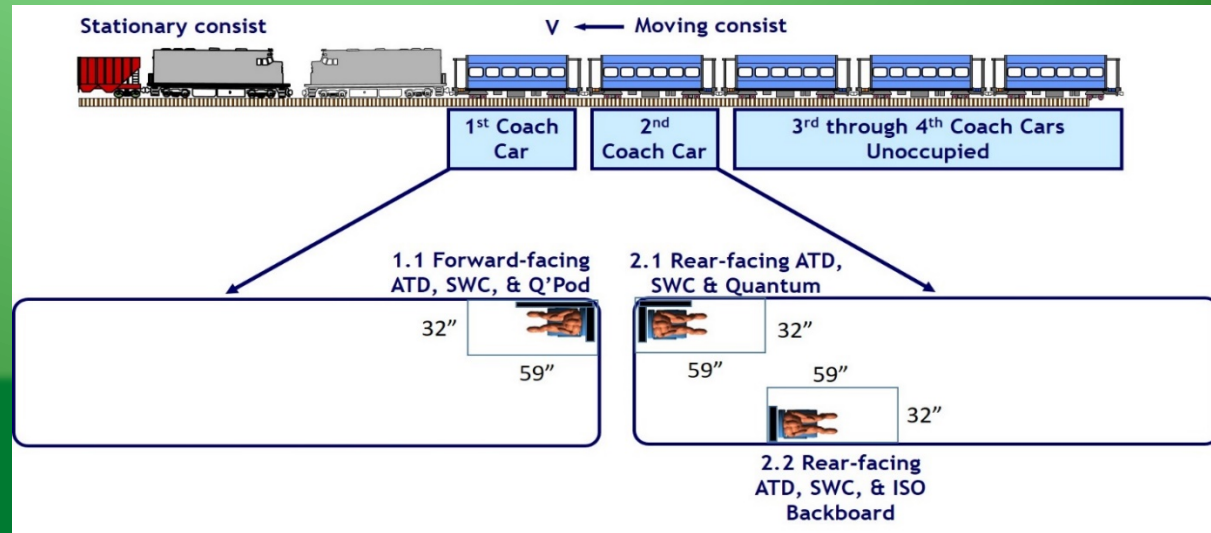 Stationary consist
V
Moving consist
1st Coach
Car
2nd
Coach Car
3rd through 4th Coach Cars
Unoccupied
1.1 Forward-facing
ATD, SWC, & Q’Pod
2.1 Rear-facing ATD,
SWC & Quantum
32”
59”
32”
59”
59”
32”
2.2 Rear-facing
ATD, SWC, & ISO
Backboard